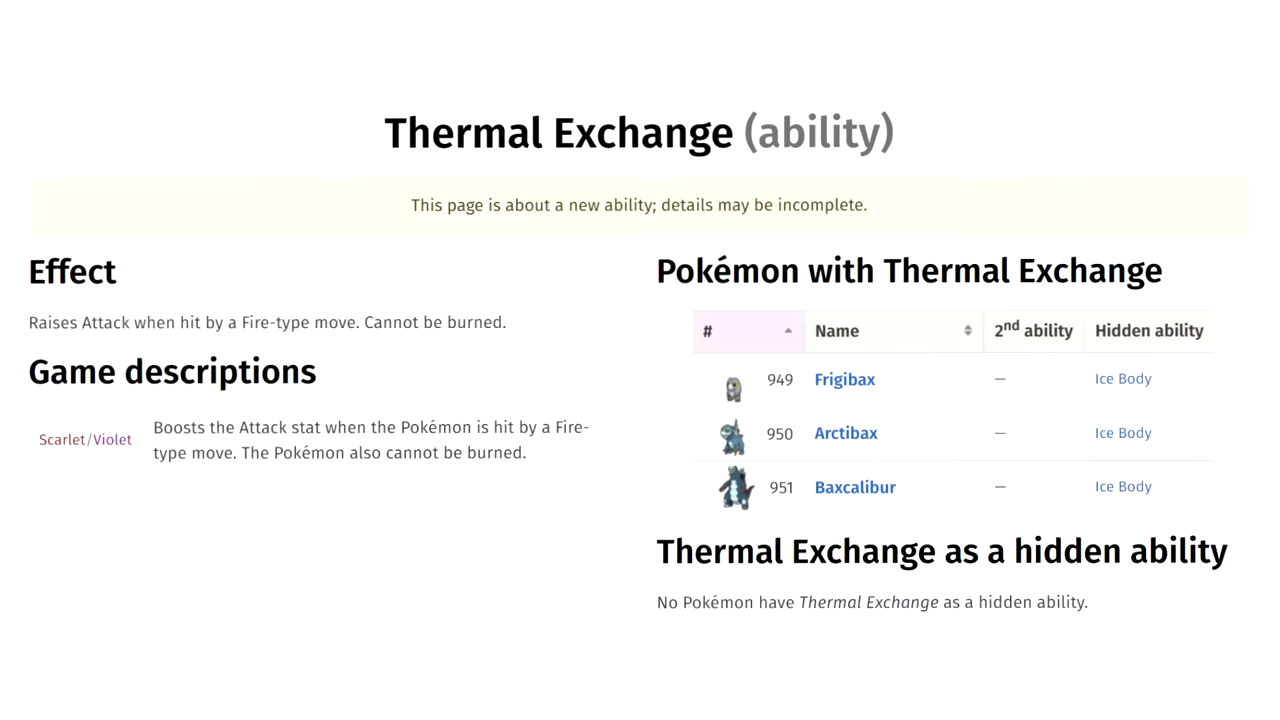 Thermal Exchange (ability)
This page is about a new ability; details may be incomplete.
Effect
Raises Attack when hit by a Fire-type move. Cannot be burned.
Game descriptions
Scarlet/Violet
Boosts the Attack stat when the Pokémon is hit by a Fire-
type move. The Pokémon also cannot be burned.
Pokémon with Thermal Exchange
# Name 2nd ability Hidden ability
949 Frigibax — Ice Body
950 Arctibax — Ice Body
951 Baxcalibur — Ice Body
Thermal Exchange as a hidden ability
No Pokémon have Thermal Exchange as a hidden ability.